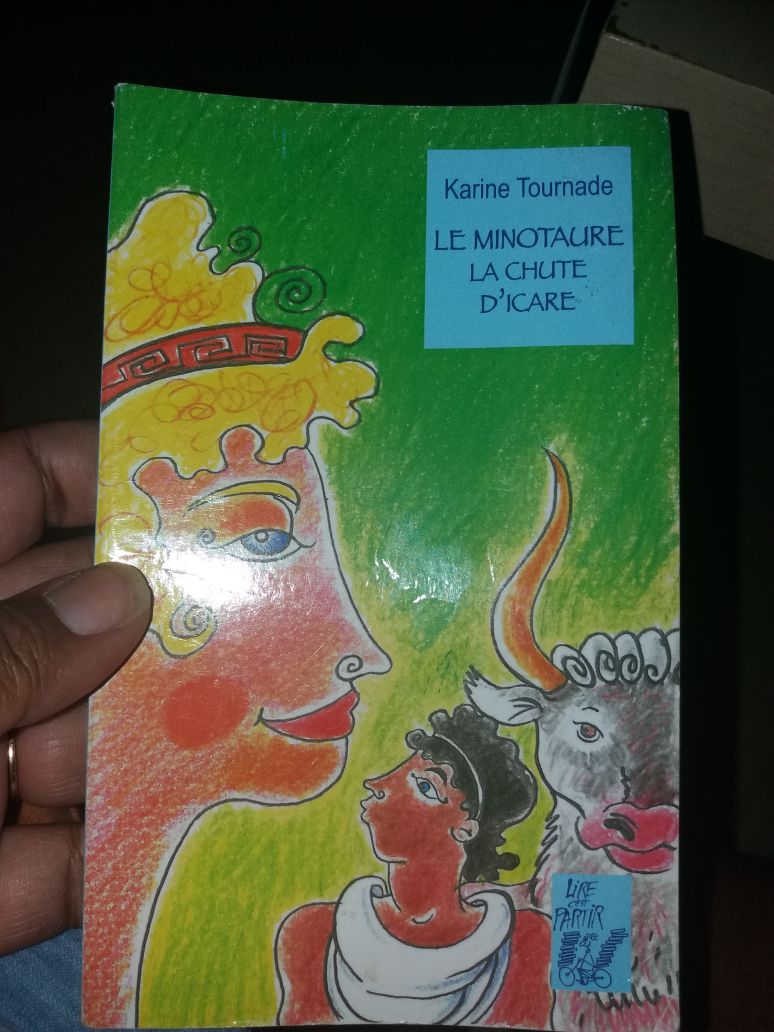 Karine Tournade
LE MINOTAURE
LA CHUTE
D'ICARE
LIRE
C'EST
PARTIR